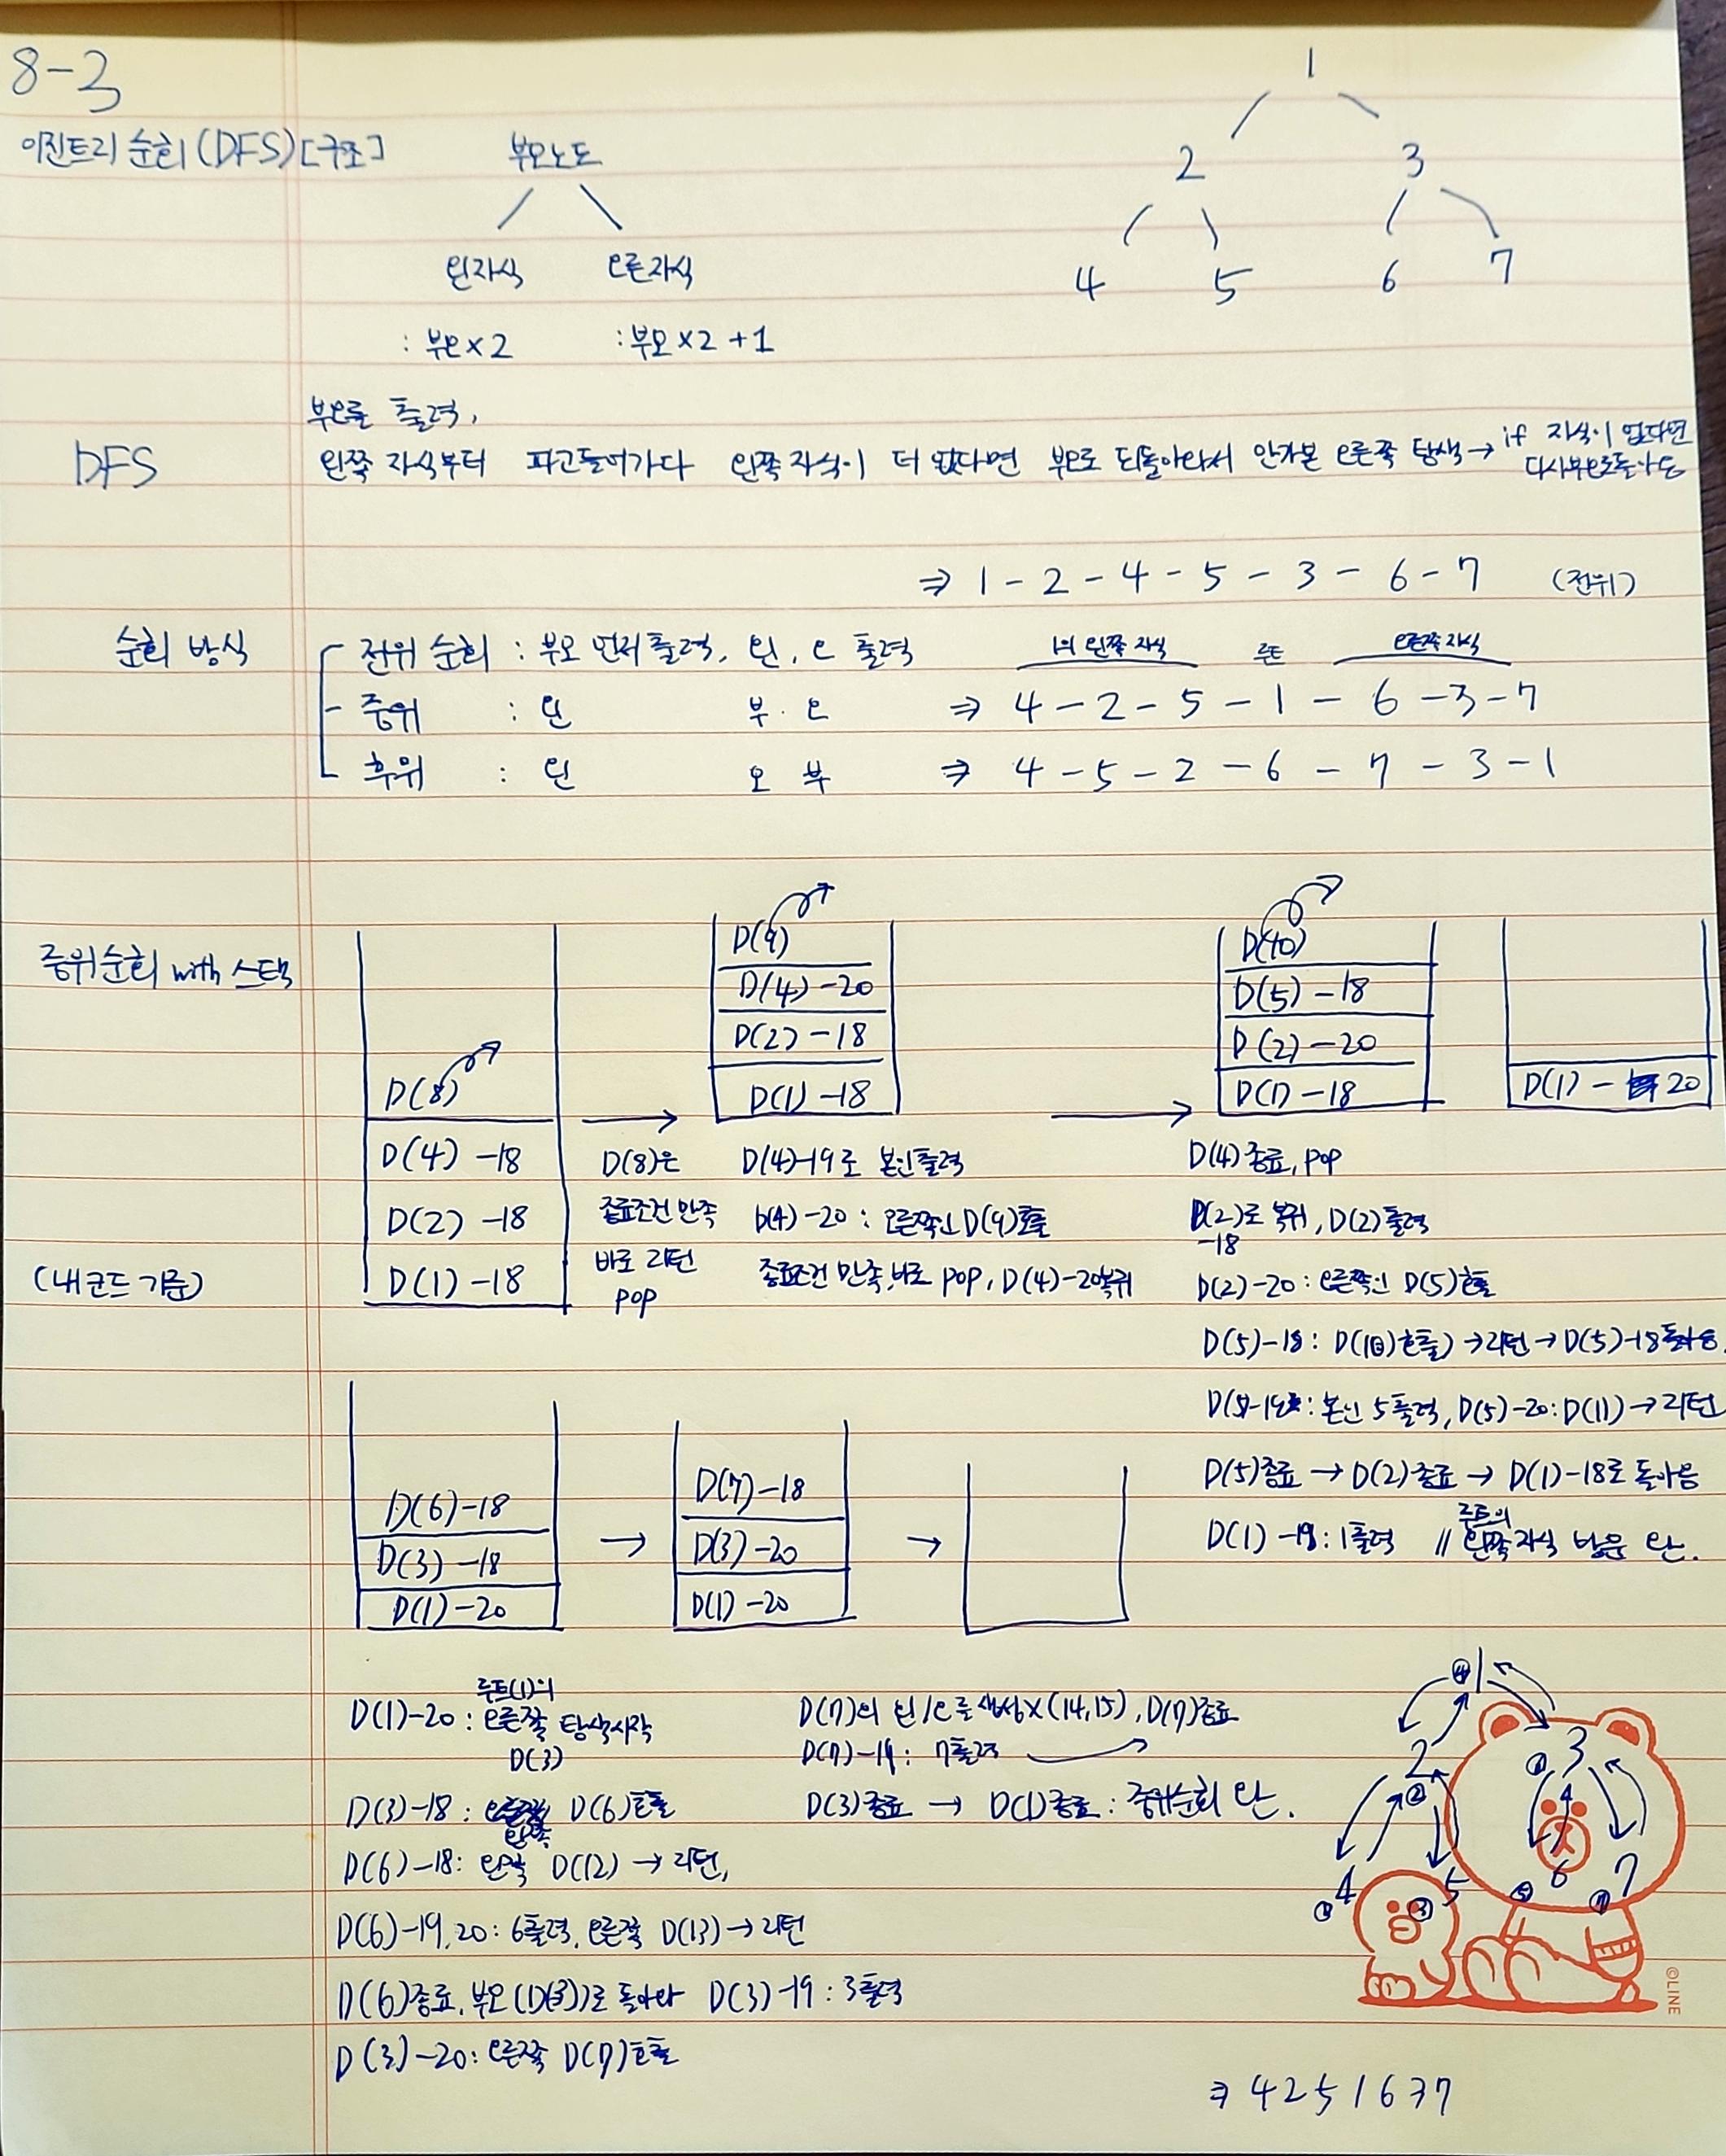 8-3
이진트리 순회(DFS) [구조]
부모노드
왼자식 오른자식
: 부모×2 : 부모×2+1
1
2 3
4 5 6 7
DFS
부모를 출력,
왼쪽 자식부터 파고들어가다 왼쪽 자식이 더 없다면 부모로 되돌아와서 안가본 오른쪽 탐색 → if 자식이 없다면
다시부모로돌아옴
⇒ 1 - 2 - 4 - 5 - 3 - 6 - 7 (전위)
순회 방식
전위 순회 : 부모 먼저 출력, 왼, 오 출력
1의 왼쪽 자식 루트 오른쪽 자식
중위 : 왼 부 · 오 ⇒ 4 - 2 - 5 - 1 - 6 - 3 - 7
후위 : 왼 오 부 ⇒ 4 - 5 - 2 - 6 - 7 - 3 - 1
중위순회 with 스택
(내코드 기준)
D(8)
D(4) -18
D(2) -18
D(1) -18
→
D(8)은
종료조건 만족
바로 리턴
pop
D(9)
D(4) -20
D(2) -18
D(1) -18
D(4)-19로 본인출력
D(4)-20 : 오른쪽인 D(9)호출
종료조건 만족, 바로 pop, D(4)-20복귀
→
D(10)
D(5) -18
D(2) -20
D(1) -18
D(1) - 20
D(4)종료, pop
D(2)로 복귀, D(2)출력
-18
D(2)-20 : 오른쪽인 D(5)호출
D(5)-18 : D(10)호출) → 리턴 → D(5)-18돌아옴.
D(5)-19 : 본인 5출력, D(5)-20 : D(11) → 리턴
D(5)종료 → D(2)종료 → D(1)-18로 돌아옴
D(1) -19 : 1출력 // 루트의 왼쪽자식 방문 완.
D(6)-18
D(3)-18
D(1)-20
→
D(7)-18
D(3)-20
D(1)-20
→
루트(1)의
D(1)-20 : 오른쪽 탐색시작
D(3)
D(3)-18 : 왼쪽 D(6)호출
D(6)-18 : 왼쪽 D(12) → 리턴,
D(6)-19, 20 : 6출력, 오른쪽 D(13) → 리턴
D(6)종료, 부모(D(3))로 돌아와 D(3)-19 : 3출력
D(3)-20 : 오른쪽 D(7)호출
D(7)의 왼/오른 생성×(14,15), D(7)종료
D(7)-19 : 7출력
D(3)종료 → D(1)종료 : 중위순회 완.
④ 1
2 ② 3 ⑥
① 4 ③ 5 ⑤ 6 ⑦ 7
©LINE
⇒ 4251637